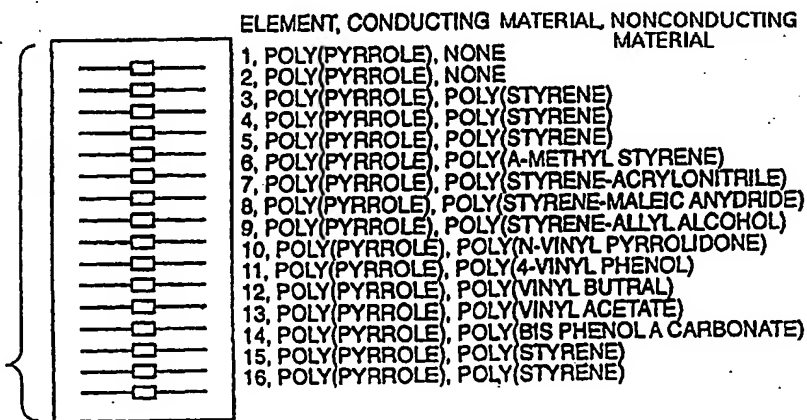 ELEMENT, CONDUCTING MATERIAL, NONCONDUCTING
MATERIAL
1, POLY(PYRROLE), NONE
2, POLY(PYRROLE), NONE
3, POLY(PYRROLE), POLY(STYRENE)
4, POLY(PYRROLE), POLY(STYRENE)
5, POLY(PYRROLE), POLY(STYRENE)
6, POLY(PYRROLE), POLY(A-METHYL STYRENE)
7, POLY(PYRROLE), POLY(STYRENE-ACRYLONITRILE)
8, POLY(PYRROLE), POLY(STYRENE-MALEIC ANYDRIDE)
9, POLY(PYRROLE), POLY(STYRENE-ALLYL ALCOHOL)
10, POLY(PYRROLE), POLY(N-VINYL PYRROLIDONE)
11, POLY(PYRROLE), POLY(4-VINYL PHENOL)
12, POLY(PYRROLE), POLY(VINYL BUTRAL)
13, POLY(PYRROLE), POLY(VINYL ACETATE)
14, POLY(PYRROLE), POLY(BIS PHENOL A CARBONATE)
15, POLY(PYRROLE), POLY(STYRENE)
16, POLY(PYRROLE), POLY(STYRENE)